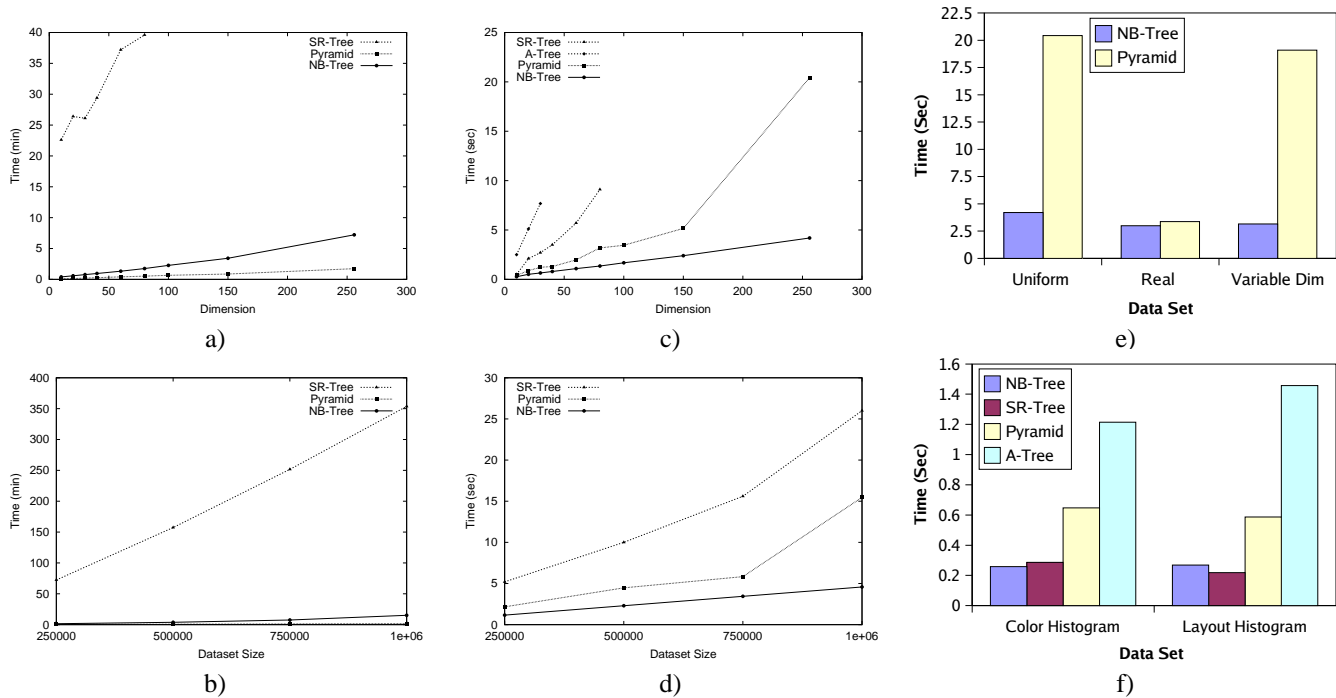 40
35
30
25
20
15
10
5
0
Time (min)
0 50 100 150 200 250 300
Dimension
SR-Tree
Pyramid
NB-Tree
a)
25
20
15
10
5
0
Time (sec)
0 50 100 150 200 250 300
Dimension
SR-Tree
A-Tree
Pyramid
NB-Tree
c)
22.5
20
17.5
15
12.5
10
7.5
5
2.5
0
Time (Sec)
NB-Tree
Pyramid
Uniform Real Variable Dim
Data Set
e)
400
350
300
250
200
150
100
50
0
Time (min)
250000 500000 750000 1e+06
Dataset Size
SR-Tree
Pyramid
NB-Tree
b)
30
25
20
15
10
5
0
Time (sec)
250000 500000 750000 1e+06
Dataset Size
SR-Tree
Pyramid
NB-Tree
d)
1.6
1.4
1.2
1
0.8
0.6
0.4
0.2
0
Time (Sec)
NB-Tree
SR-Tree
Pyramid
A-Tree
Color Histogram Layout Histogram
Data Set
f)